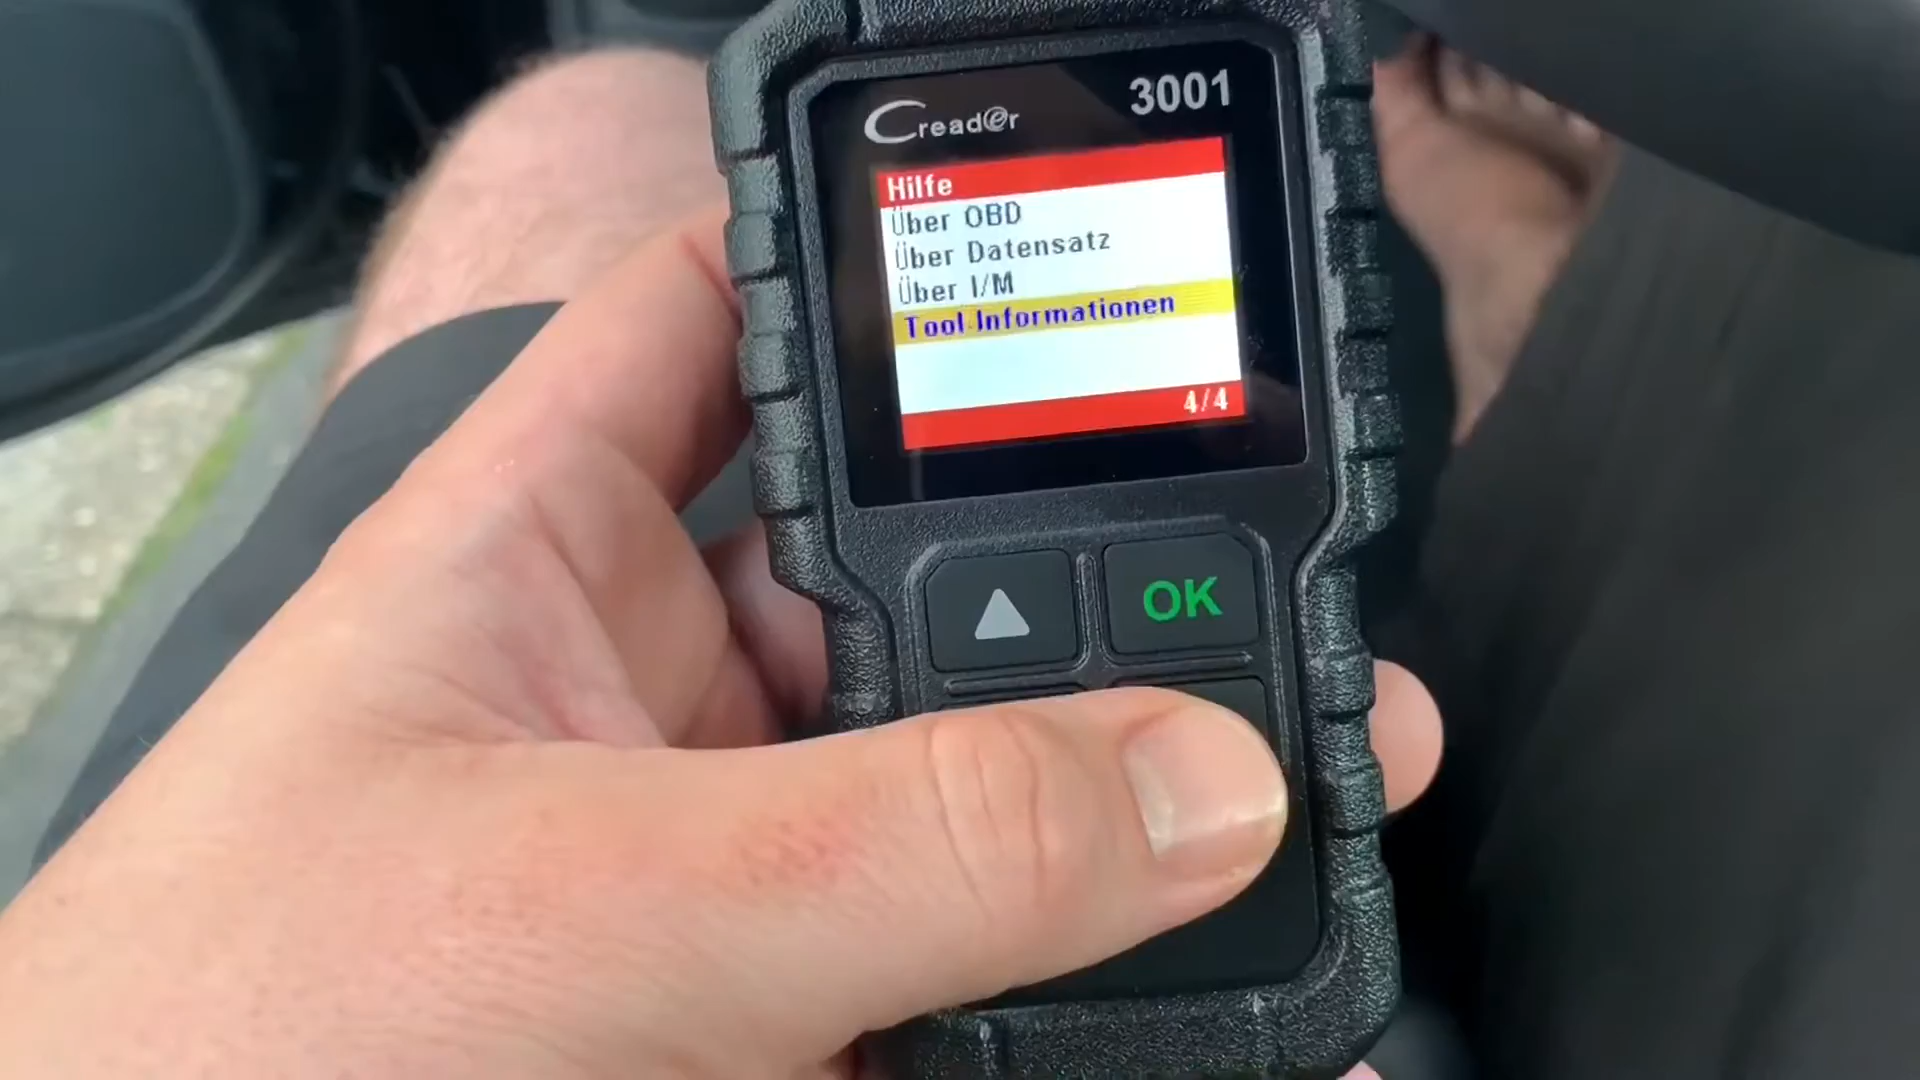 Creader
3001
Hilfe
Über OBD
Über Datensatz
Über I/M
Tool Informationen
4/4
OK